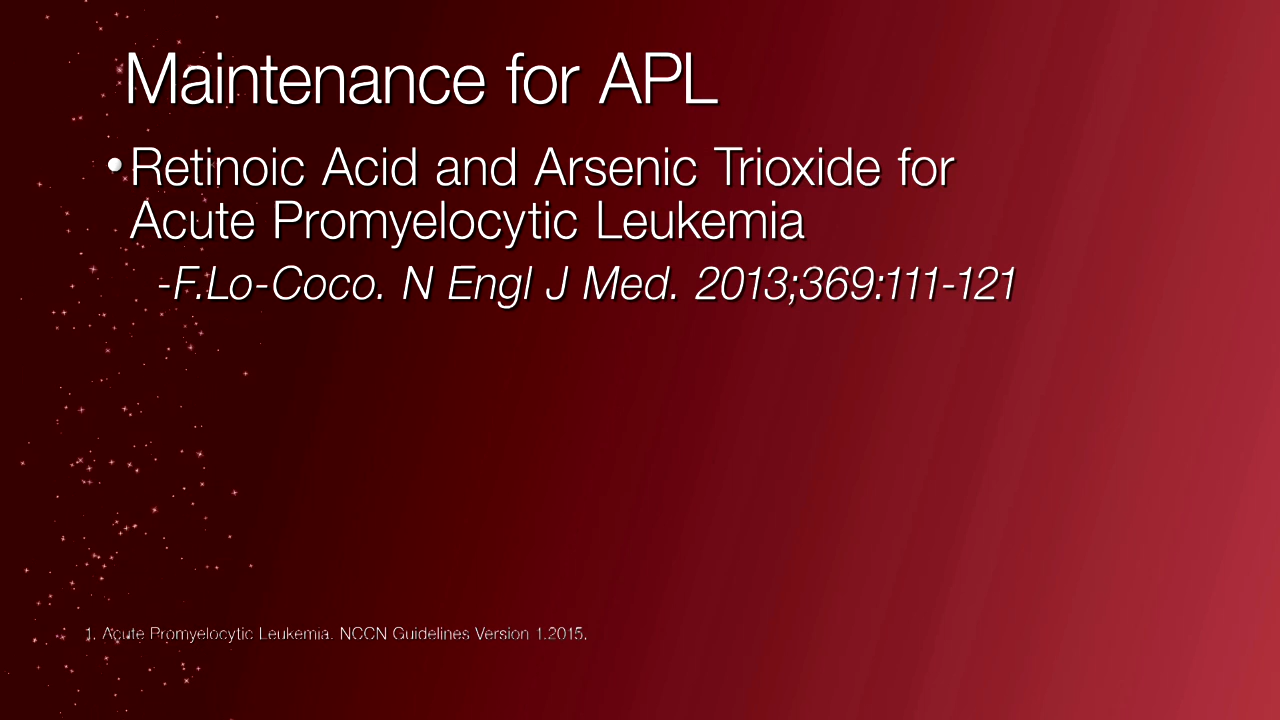 Maintenance for APL
• Retinoic Acid and Arsenic Trioxide for
Acute Promyelocytic Leukemia
-F.Lo-Coco. N Engl J Med. 2013;369:111-121
1. Acute Promyelocytic Leukemia. NCCN Guidelines Version 1.2015.